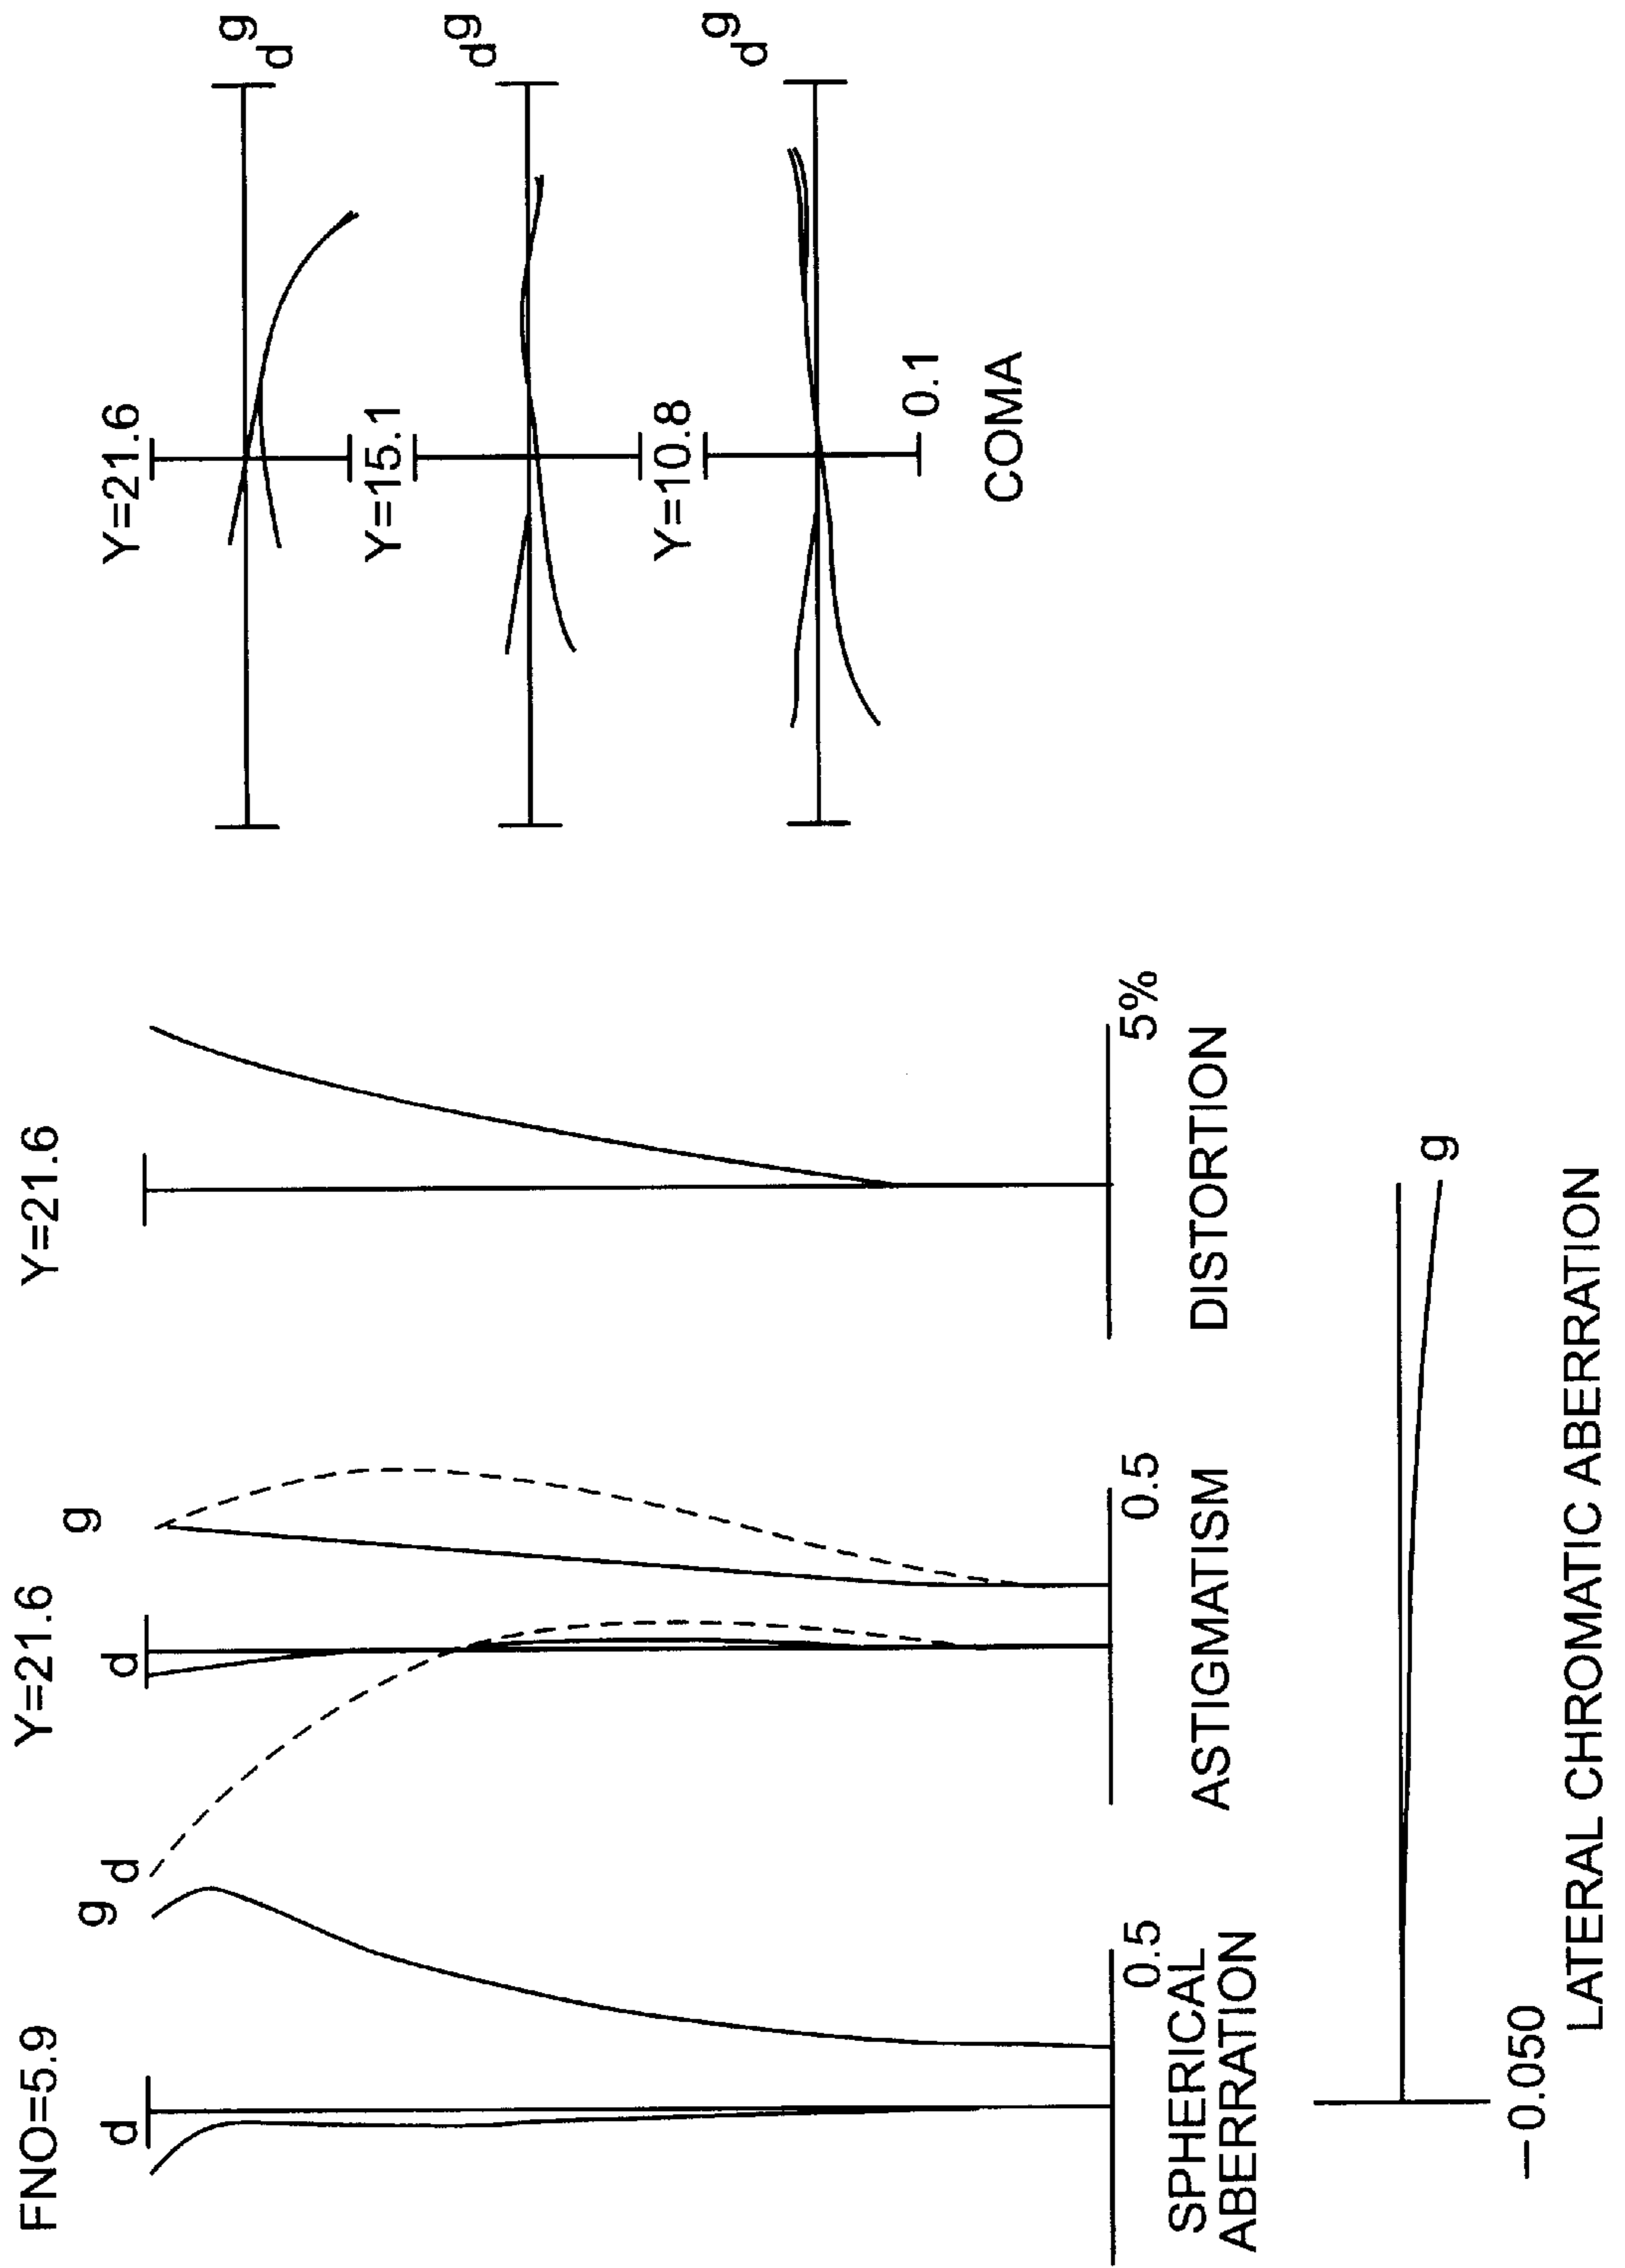 FNO=5.9
d
g
SPHERICAL
ABERRATION
0.5
Y=21.6
d
d
g
ASTIGMATISM
0.5
Y=21.6
DISTORTION
5%
Y=21.6
g
d
Y=15.1
g
d
Y=10.8
g
d
0.1
COMA
−0.050
g
LATERAL CHROMATIC ABERRATION